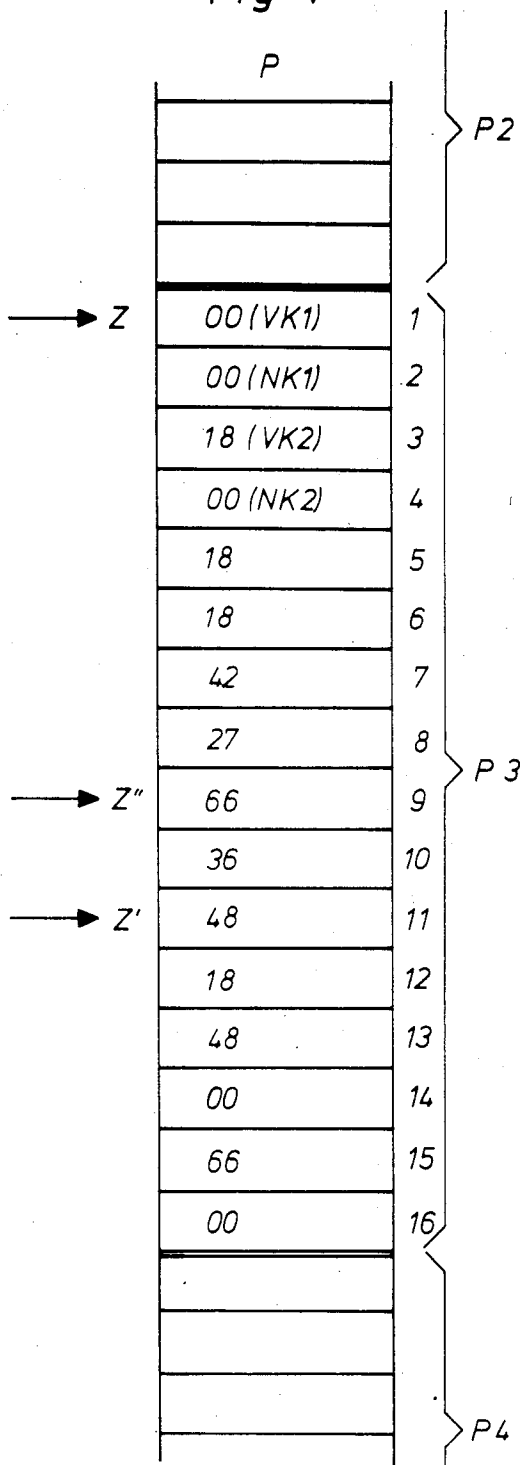 P
P2
Z 00 (VK1) 1
00 (NK1) 2
18 (VK2) 3
00 (NK2) 4
18 5
18 6
42 7
27 8
P 3
Z" 66 9
36 10
Z' 48 11
18 12
48 13
00 14
66 15
00 16
P4